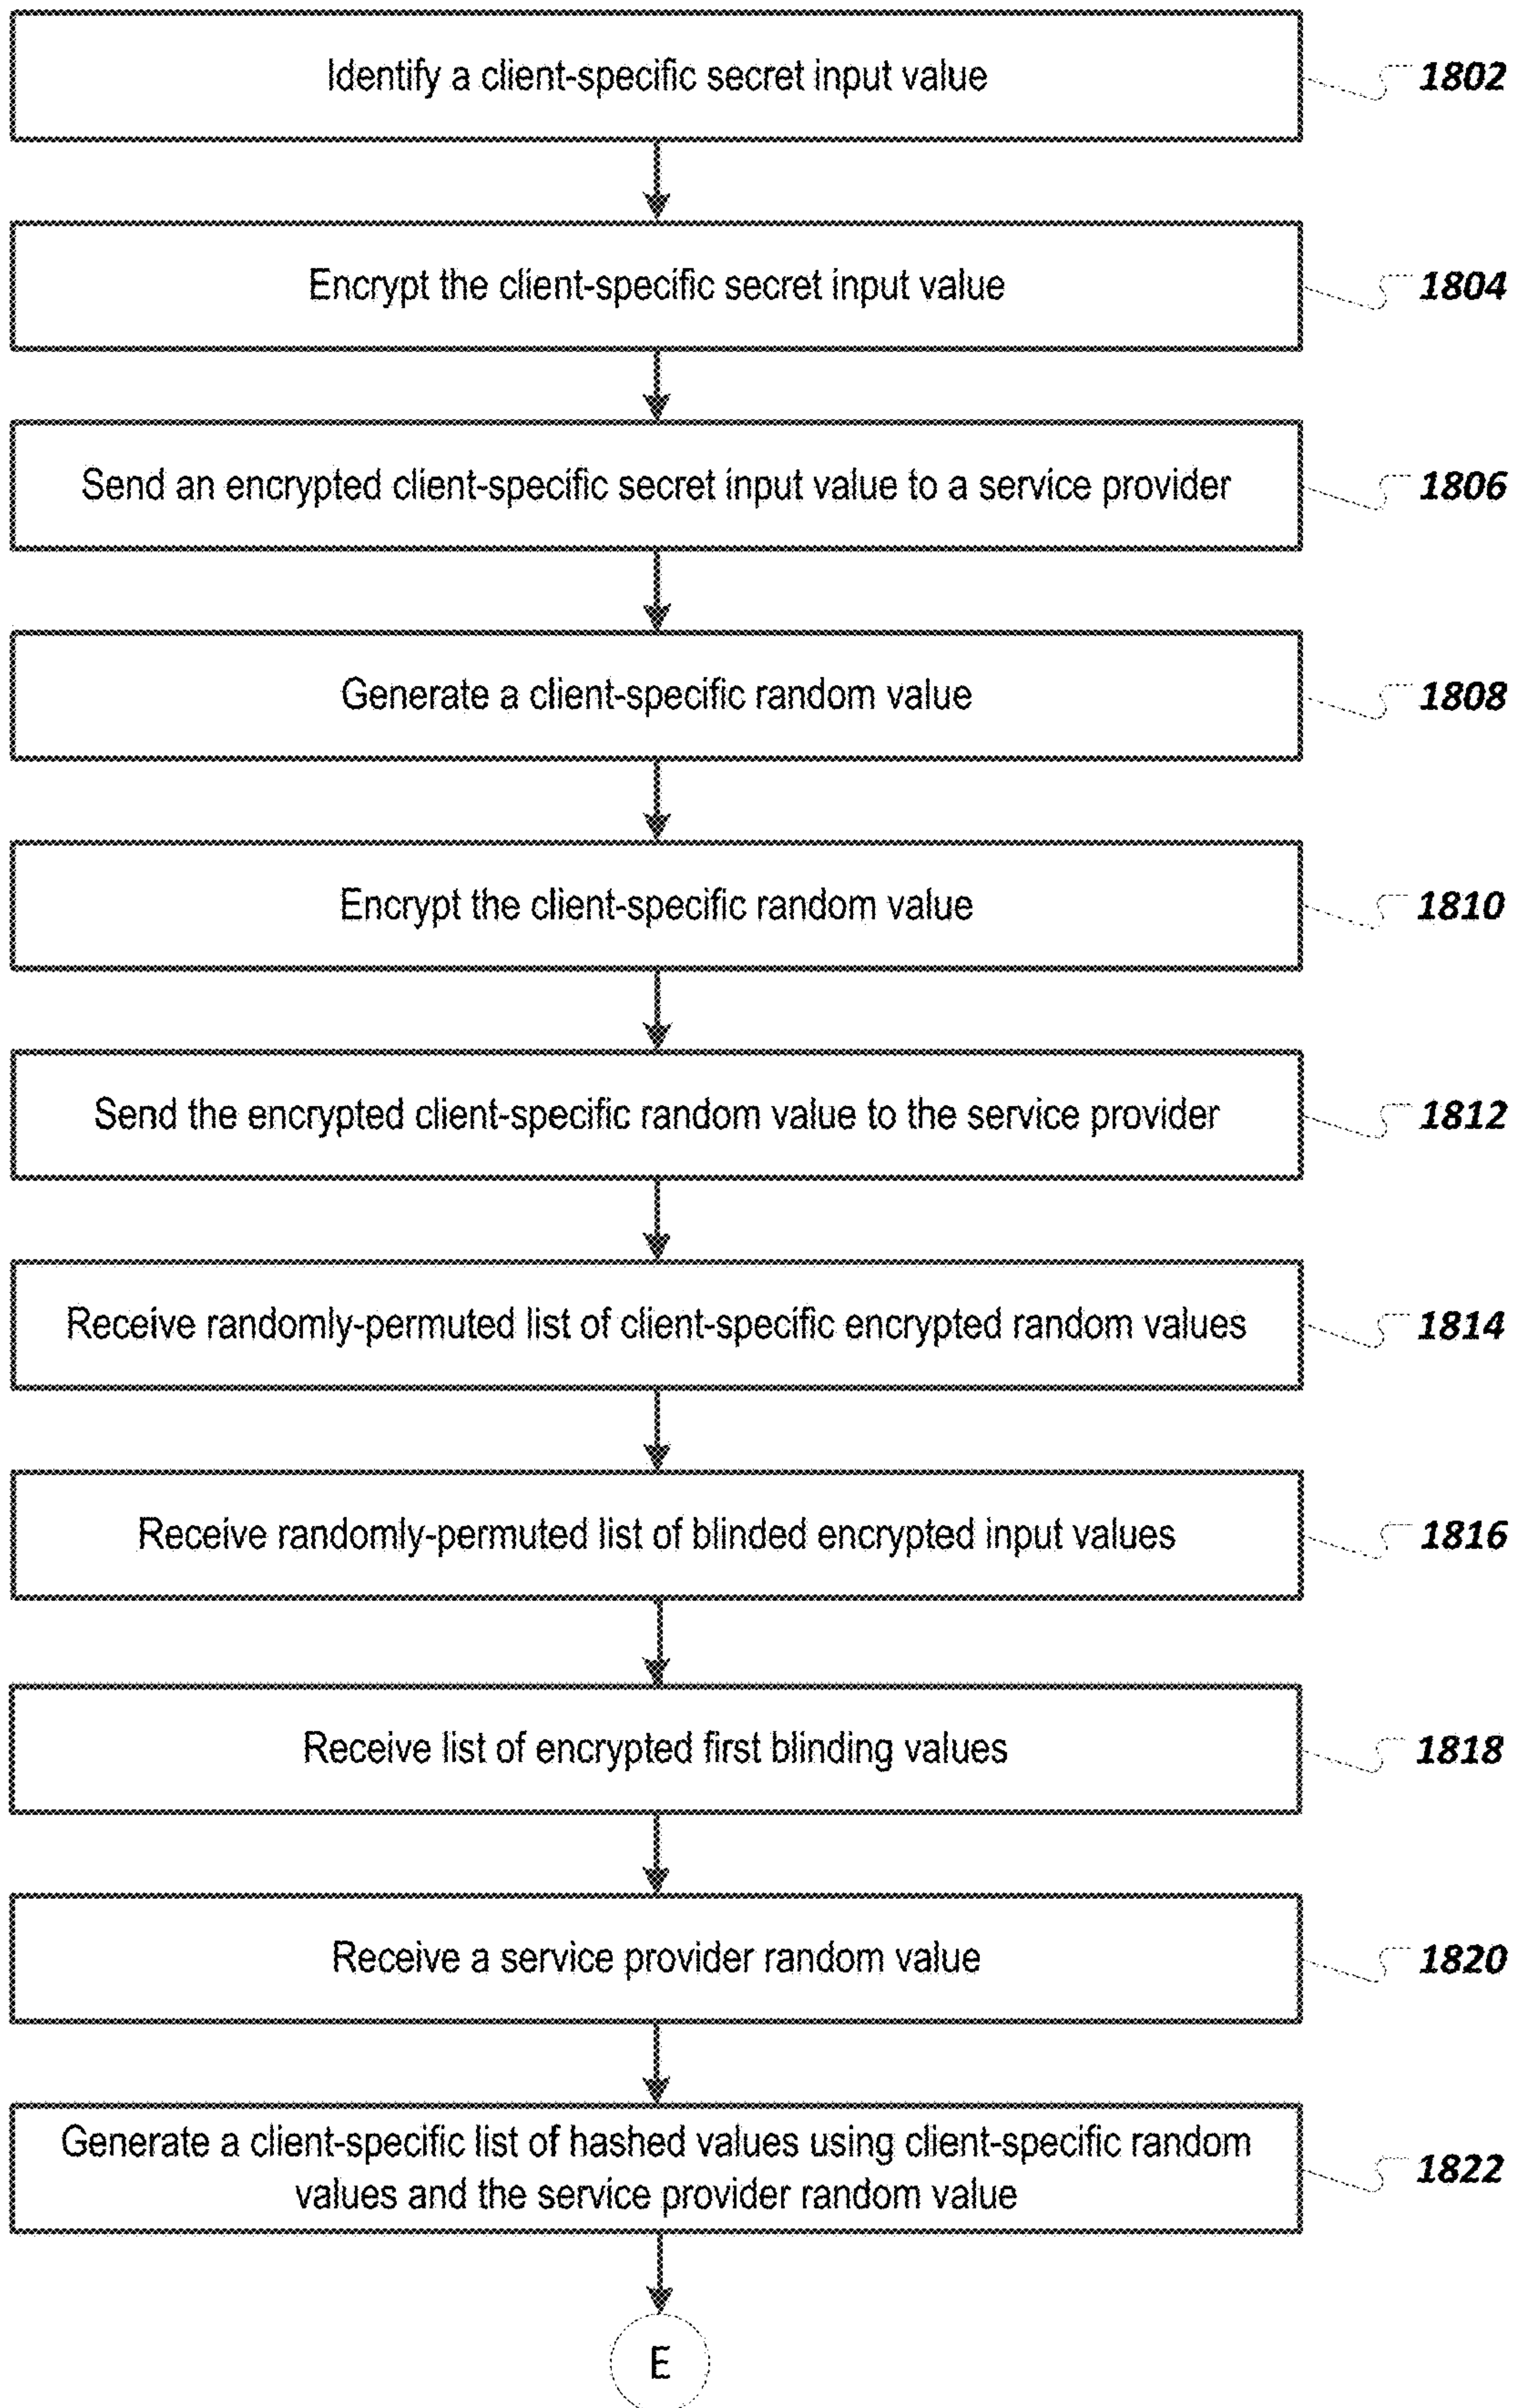 Identify a client-specific secret input value
1802
Encrypt the client-specific secret input value
1804
Send an encrypted client-specific secret input value to a service provider
1806
Generate a client-specific random value
1808
Encrypt the client-specific random value
1810
Send the encrypted client-specific random value to the service provider
1812
Receive randomly-permuted list of client-specific encrypted random values
1814
Receive randomly-permuted list of blinded encrypted input values
1816
Receive list of encrypted first blinding values
1818
Receive a service provider random value
1820
Generate a client-specific list of hashed values using client-specific random
values and the service provider random value
1822
E